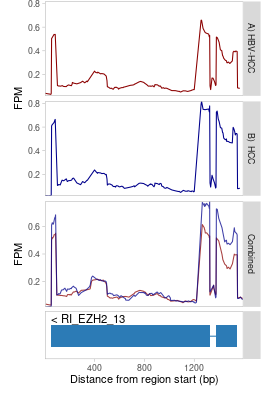 0.8
0.6
0.4
0.2
FPM
A) HBV-HCC
0.8
0.6
0.4
0.2
B) HCC
0.6
0.4
0.2
FPM
Combined
< RI_EZH2_13
400 800 1200
Distance from region start (bp)